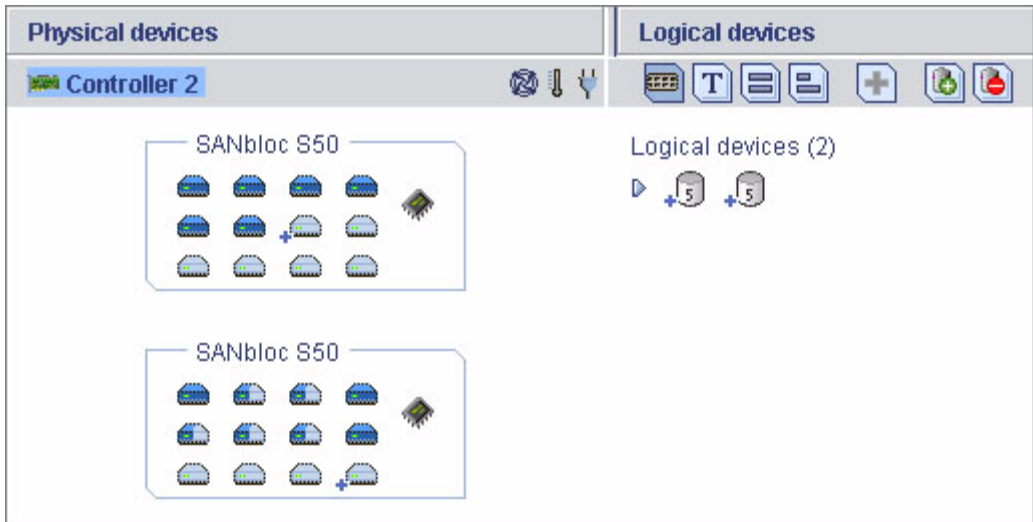 Physical devices
Logical devices
Controller 2
T
SANbloc S50
Logical devices (2)
5 5
SANbloc S50